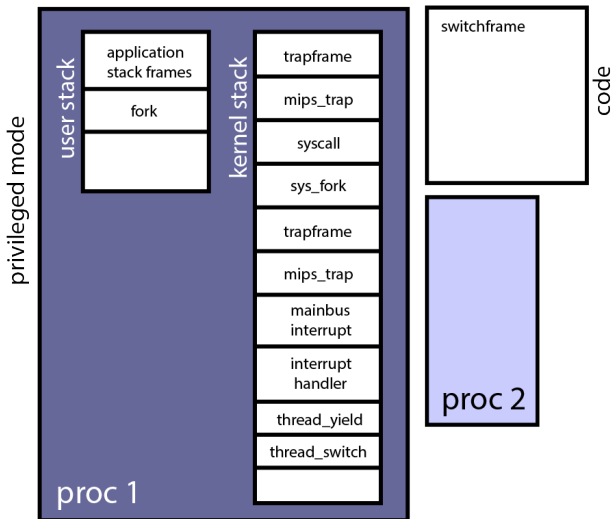 privileged mode
user stack
application
stack frames
fork
kernel stack
trapframe
mips_trap
syscall
sys_fork
trapframe
mips_trap
mainbus
interrupt
interrupt
handler
thread_yield
thread_switch
proc 1
switchframe
code
proc 2